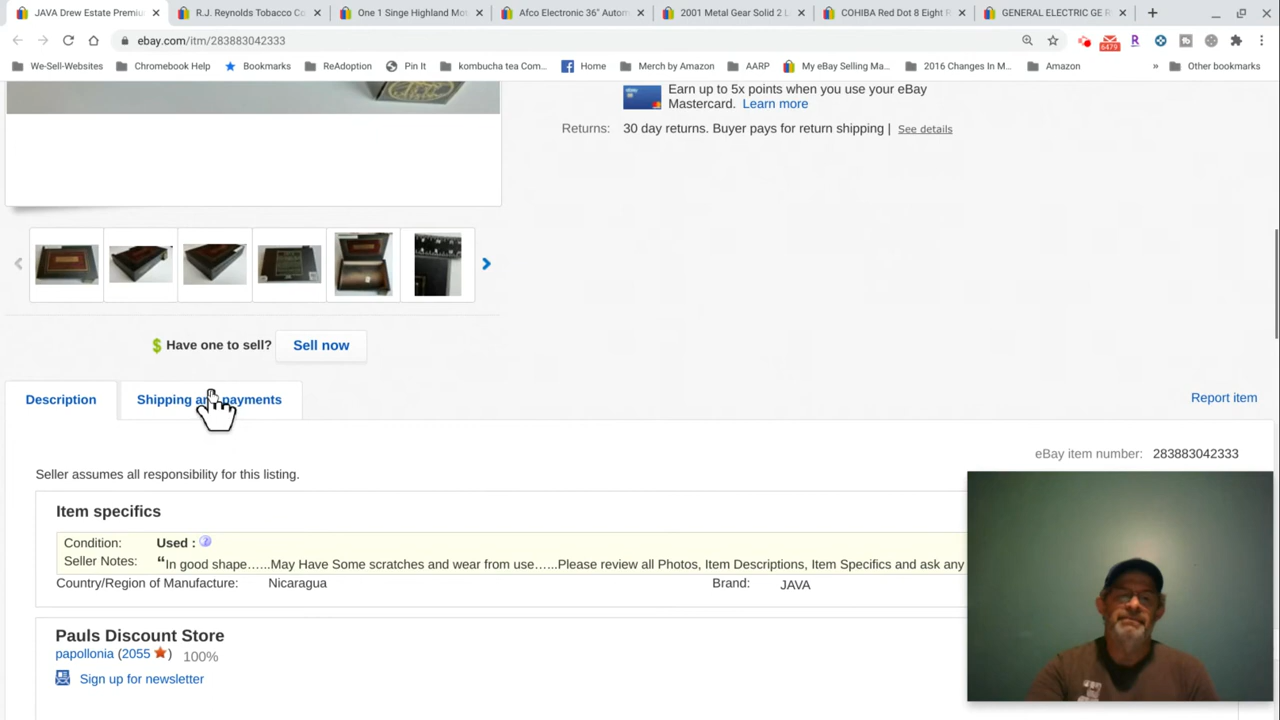 JAVA Drew Estate Premiu
R.J. Reynolds Tobacco Co
One 1 Singe Highland Mot
Afco Electronic 36" Autom
2001 Metal Gear Solid 2 L
COHIBA Red Dot 8 Eight R
GENERAL ELECTRIC GE R
ebay.com/itm/283883042333
6479
R
We-Sell-Websites
Chromebook Help
Bookmarks
ReAdoption
Pin It
kombucha tea Com...
Home
Merch by Amazon
AARP
My eBay Selling Ma...
2016 Changes In M...
Amazon
»
Other bookmarks
Earn up to 5x points when you use your eBay
Mastercard. Learn more
Returns: 30 day returns. Buyer pays for return shipping | See details
$ Have one to sell? Sell now
Description
Shipping an payments
Report item
eBay item number: 283883042333
Seller assumes all responsibility for this listing.
Item specifics
Condition: Used :
Seller Notes: “In good shape…...May Have Some scratches and wear from use…...Please review all Photos, Item Descriptions, Item Specifics and ask any
Country/Region of Manufacture: Nicaragua
Brand: JAVA
Pauls Discount Store
papollonia (2055 ) 100%
Sign up for newsletter